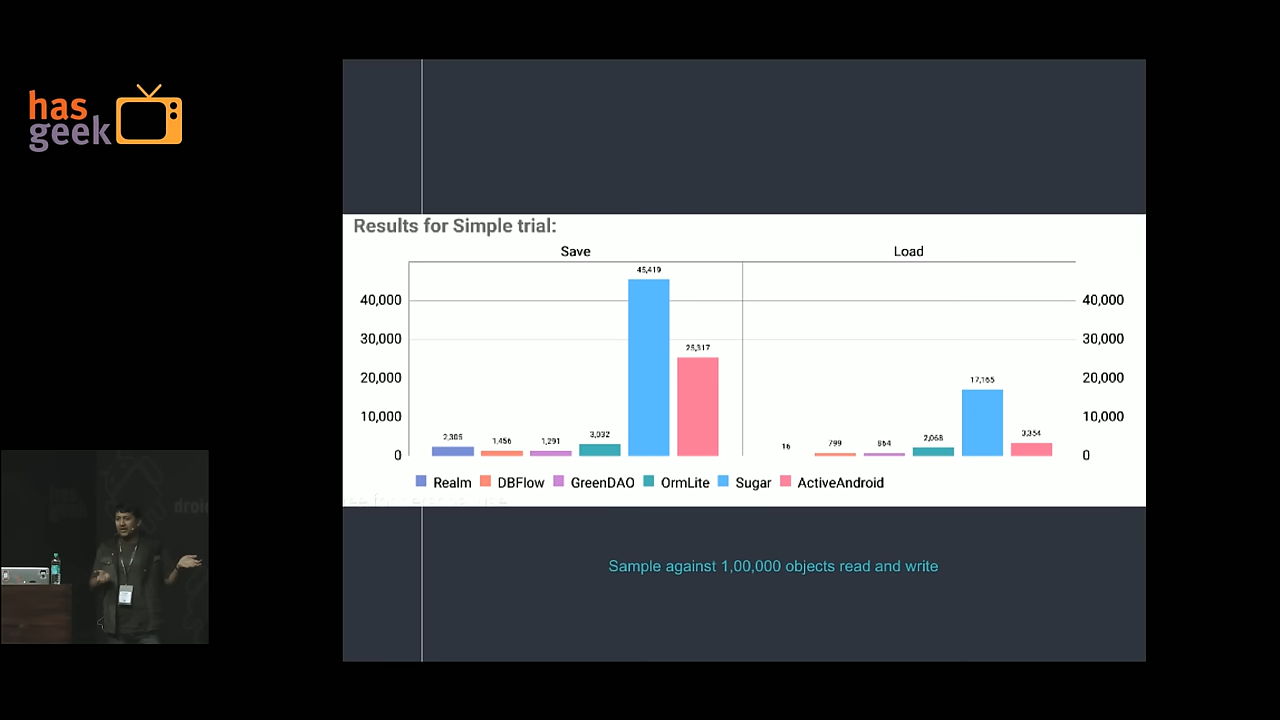 has
geek
Results for Simple trial:
Save
Load
45,419
40,000
40,000
30,000
30,000
25,317
20,000
20,000
17,165
10,000
10,000
2,305
1,456
1,291
3,032
16
799
854
2,068
3,354
0
0
Realm
DBFlow
GreenDAO
OrmLite
Sugar
ActiveAndroid
Sample against 1,00,000 objects read and write